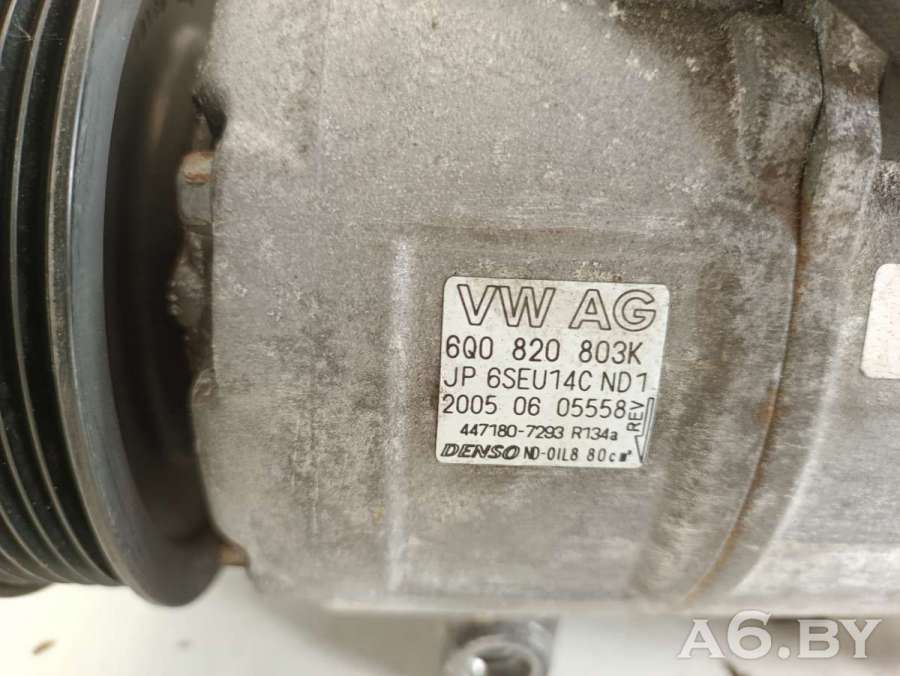 VW AG
6Q0 820 803K
JP 6SEU14C ND1
2005 06 05558 REV
447180-7293 R134a
DENSO ND-OIL8 80cm³
A6.BY